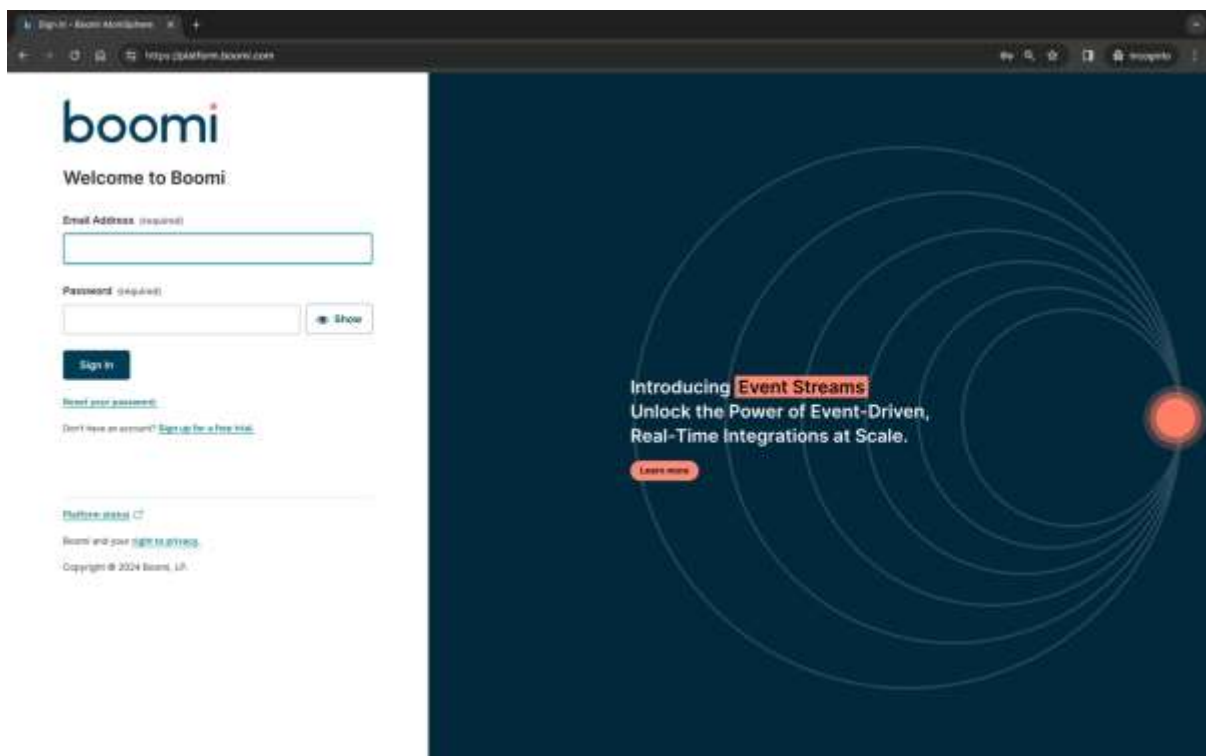 Sign In - Boomi AtomSphere
https://platform.boomi.com
Incognito
boomi
Welcome to Boomi
Email Address (required)
Password (required)
Show
Sign In
Reset your password.
Don't have an account? Sign up for a free trial.
Platform status
Boomi and your right to privacy.
Copyright © 2024 Boomi, LP.
Introducing Event Streams
Unlock the Power of Event-Driven,
Real-Time Integrations at Scale.
Learn more